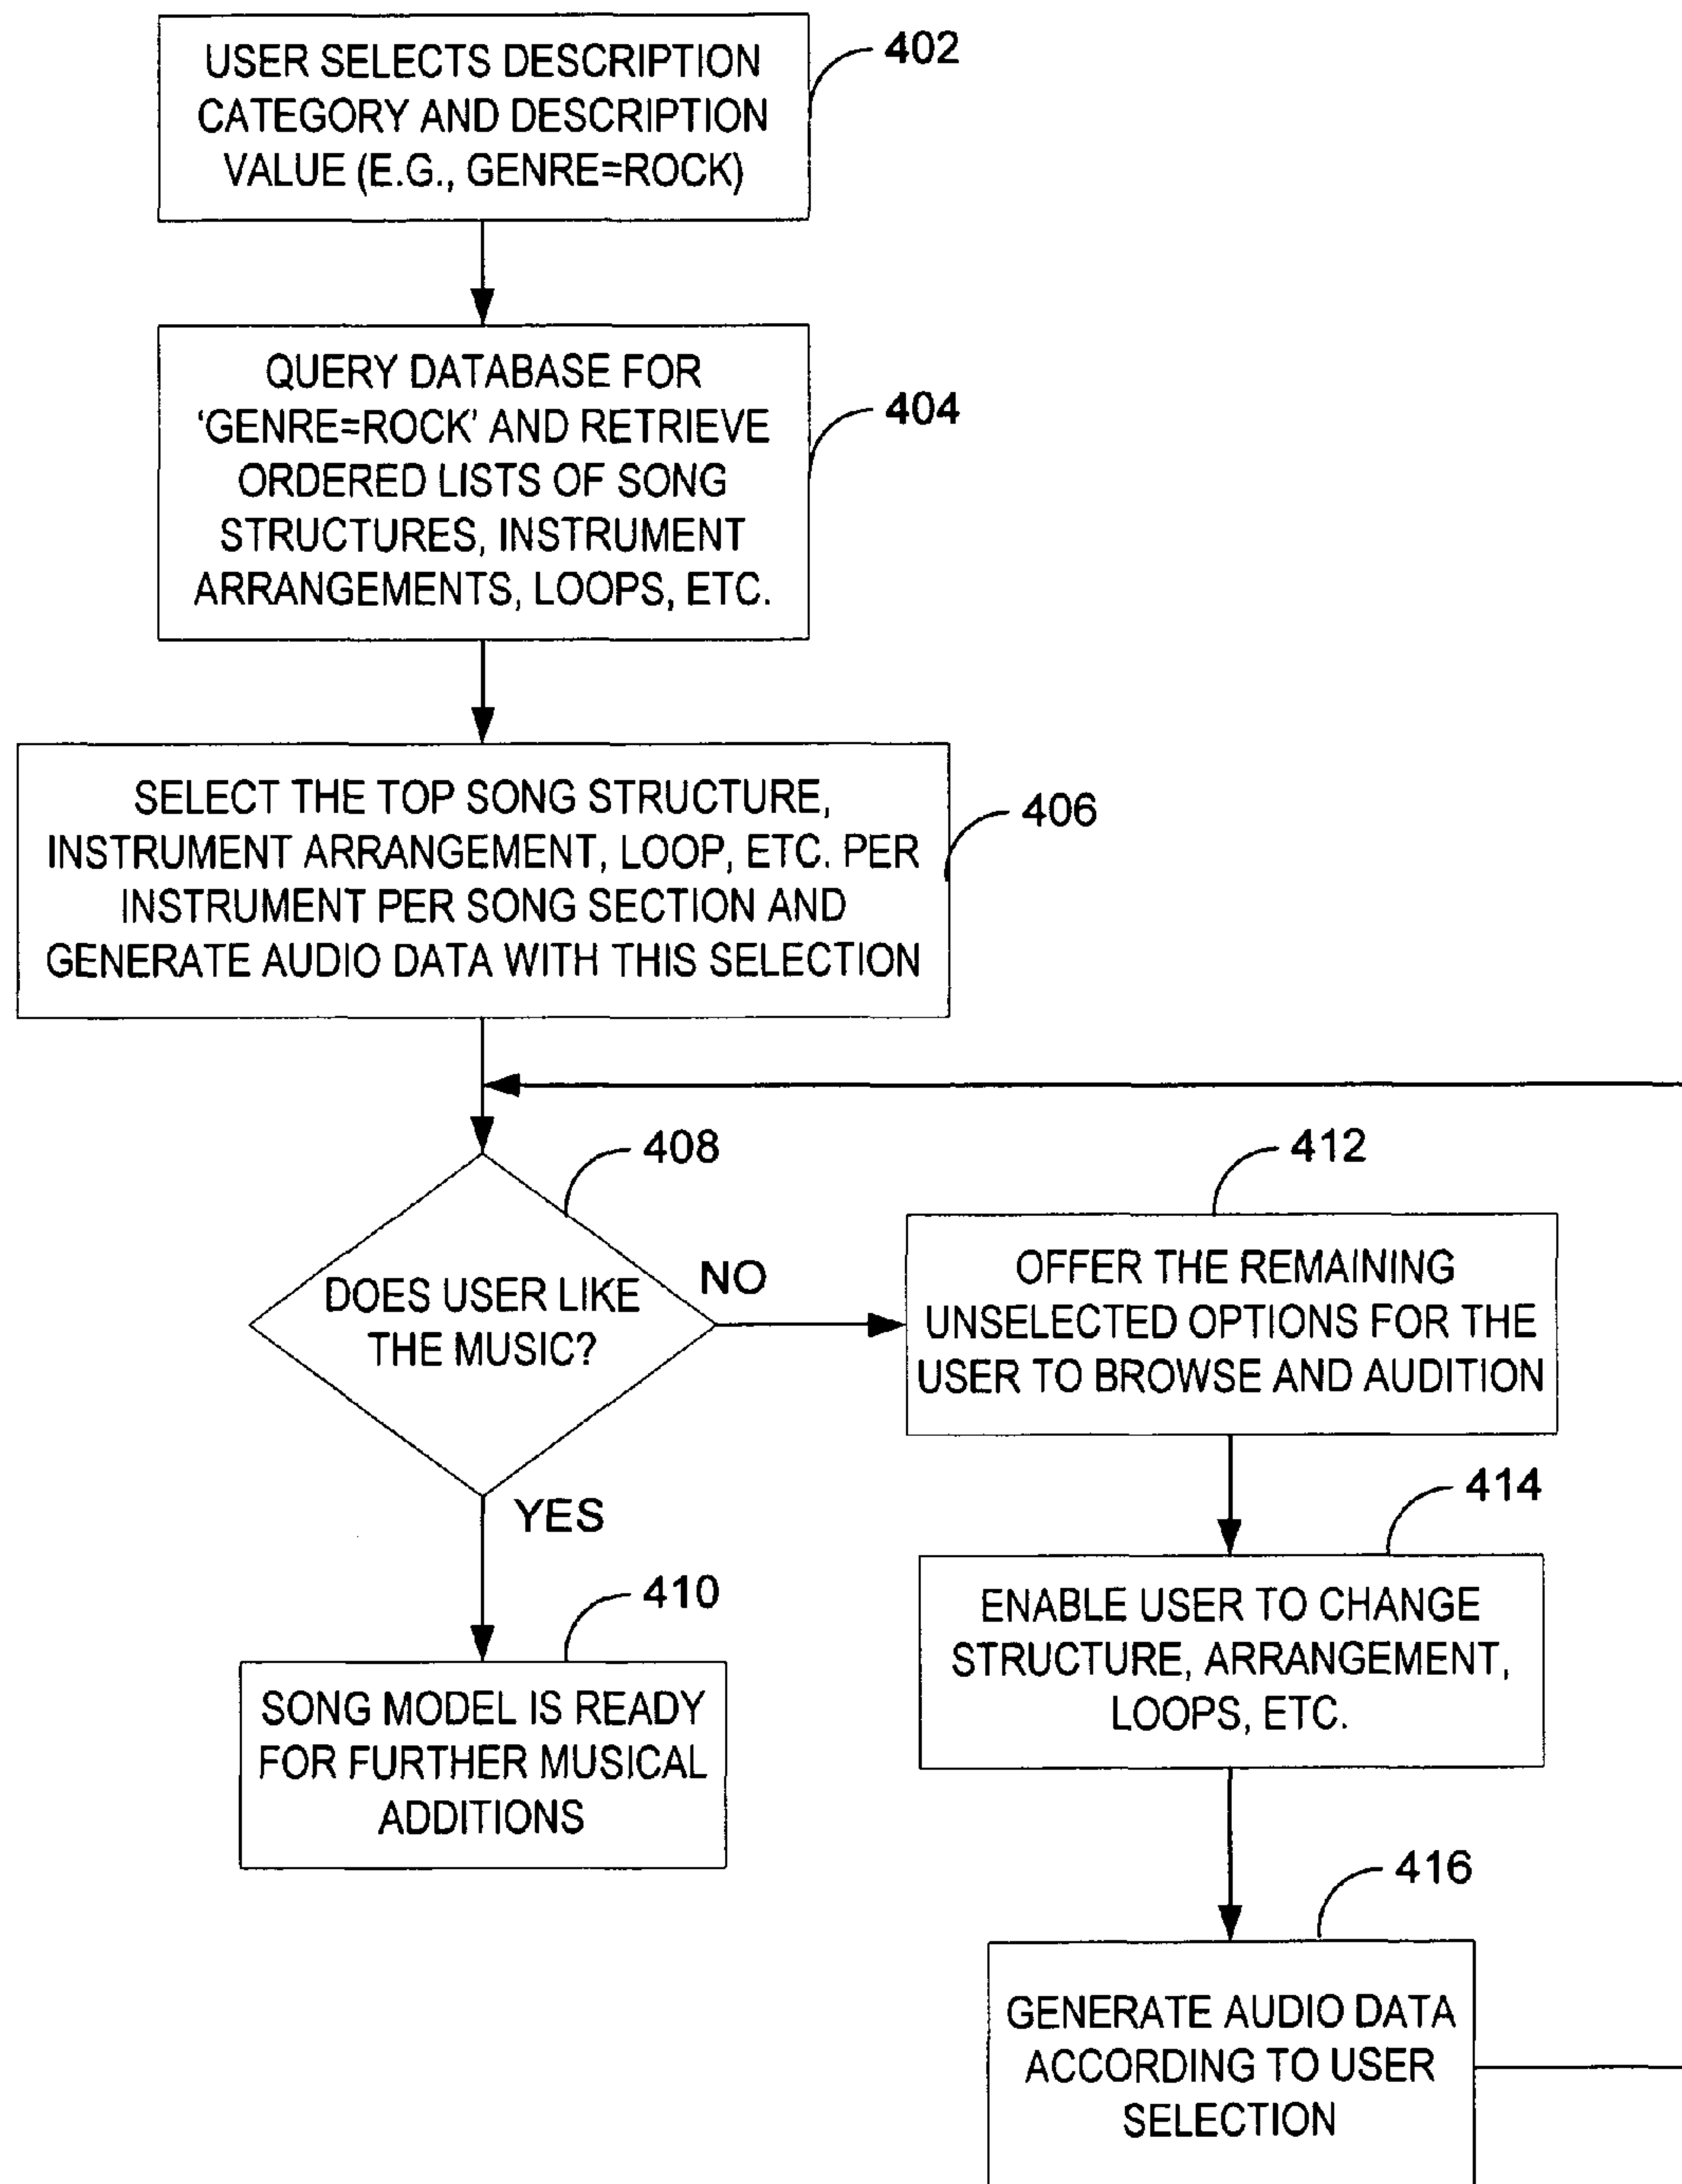 USER SELECTS DESCRIPTION
CATEGORY AND DESCRIPTION
VALUE (E.G., GENRE=ROCK)
402
QUERY DATABASE FOR
'GENRE=ROCK' AND RETRIEVE
ORDERED LISTS OF SONG
STRUCTURES, INSTRUMENT
ARRANGEMENTS, LOOPS, ETC.
404
SELECT THE TOP SONG STRUCTURE,
INSTRUMENT ARRANGEMENT, LOOP, ETC. PER
INSTRUMENT PER SONG SECTION AND
GENERATE AUDIO DATA WITH THIS SELECTION
406
408
DOES USER LIKE
THE MUSIC?
NO
YES
410
SONG MODEL IS READY
FOR FURTHER MUSICAL
ADDITIONS
412
OFFER THE REMAINING
UNSELECTED OPTIONS FOR THE
USER TO BROWSE AND AUDITION
414
ENABLE USER TO CHANGE
STRUCTURE, ARRANGEMENT,
LOOPS, ETC.
416
GENERATE AUDIO DATA
ACCORDING TO USER
SELECTION